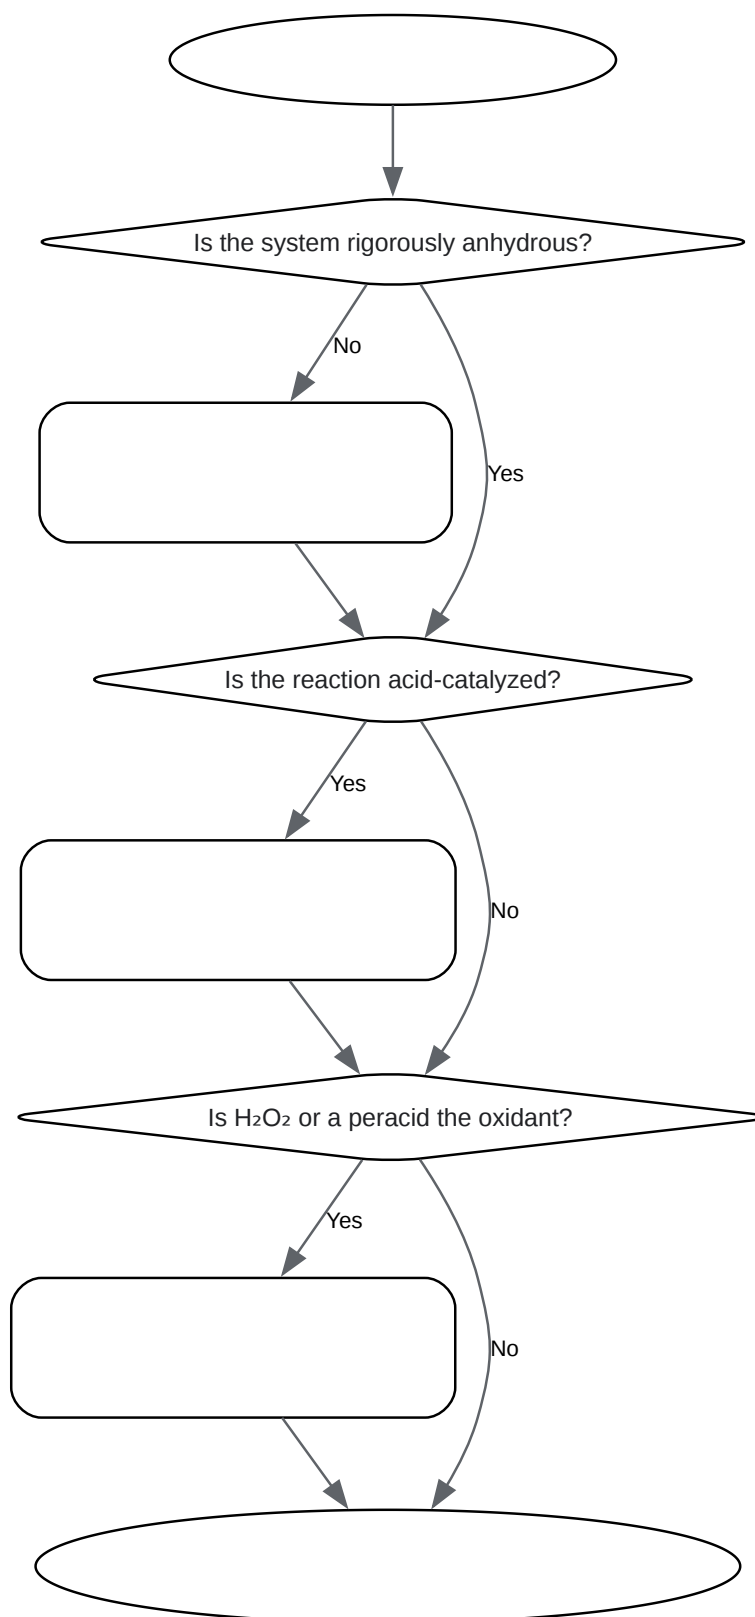 Is the system rigorously anhydrous?
No
Yes
Is the reaction acid-catalyzed?
Yes
No
Is H₂O₂ or a peracid the oxidant?
Yes
No